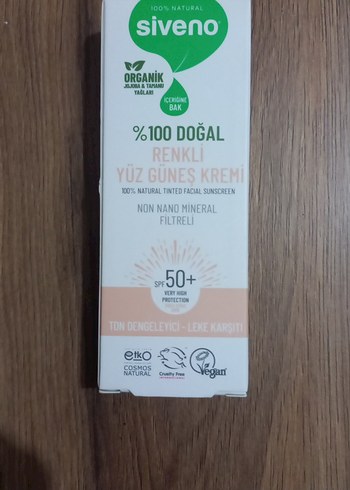 100% NATURAL
siveno
ORGANİK
JOJOBA & TAMANU
YAĞLARI
İÇERİĞİNE
BAK
%100 DOĞAL
RENKLİ
YÜZ GÜNEŞ KREMİ
100% NATURAL TINTED FACIAL SUNSCREEN
NON NANO MİNERAL
FİLTRELİ
SPF 50+
VERY HIGH
PROTECTION
TON DENGELEYİCİ - LEKE KARŞITI
etko
COSMOS
NATURAL
Cruelty Free
Vegan